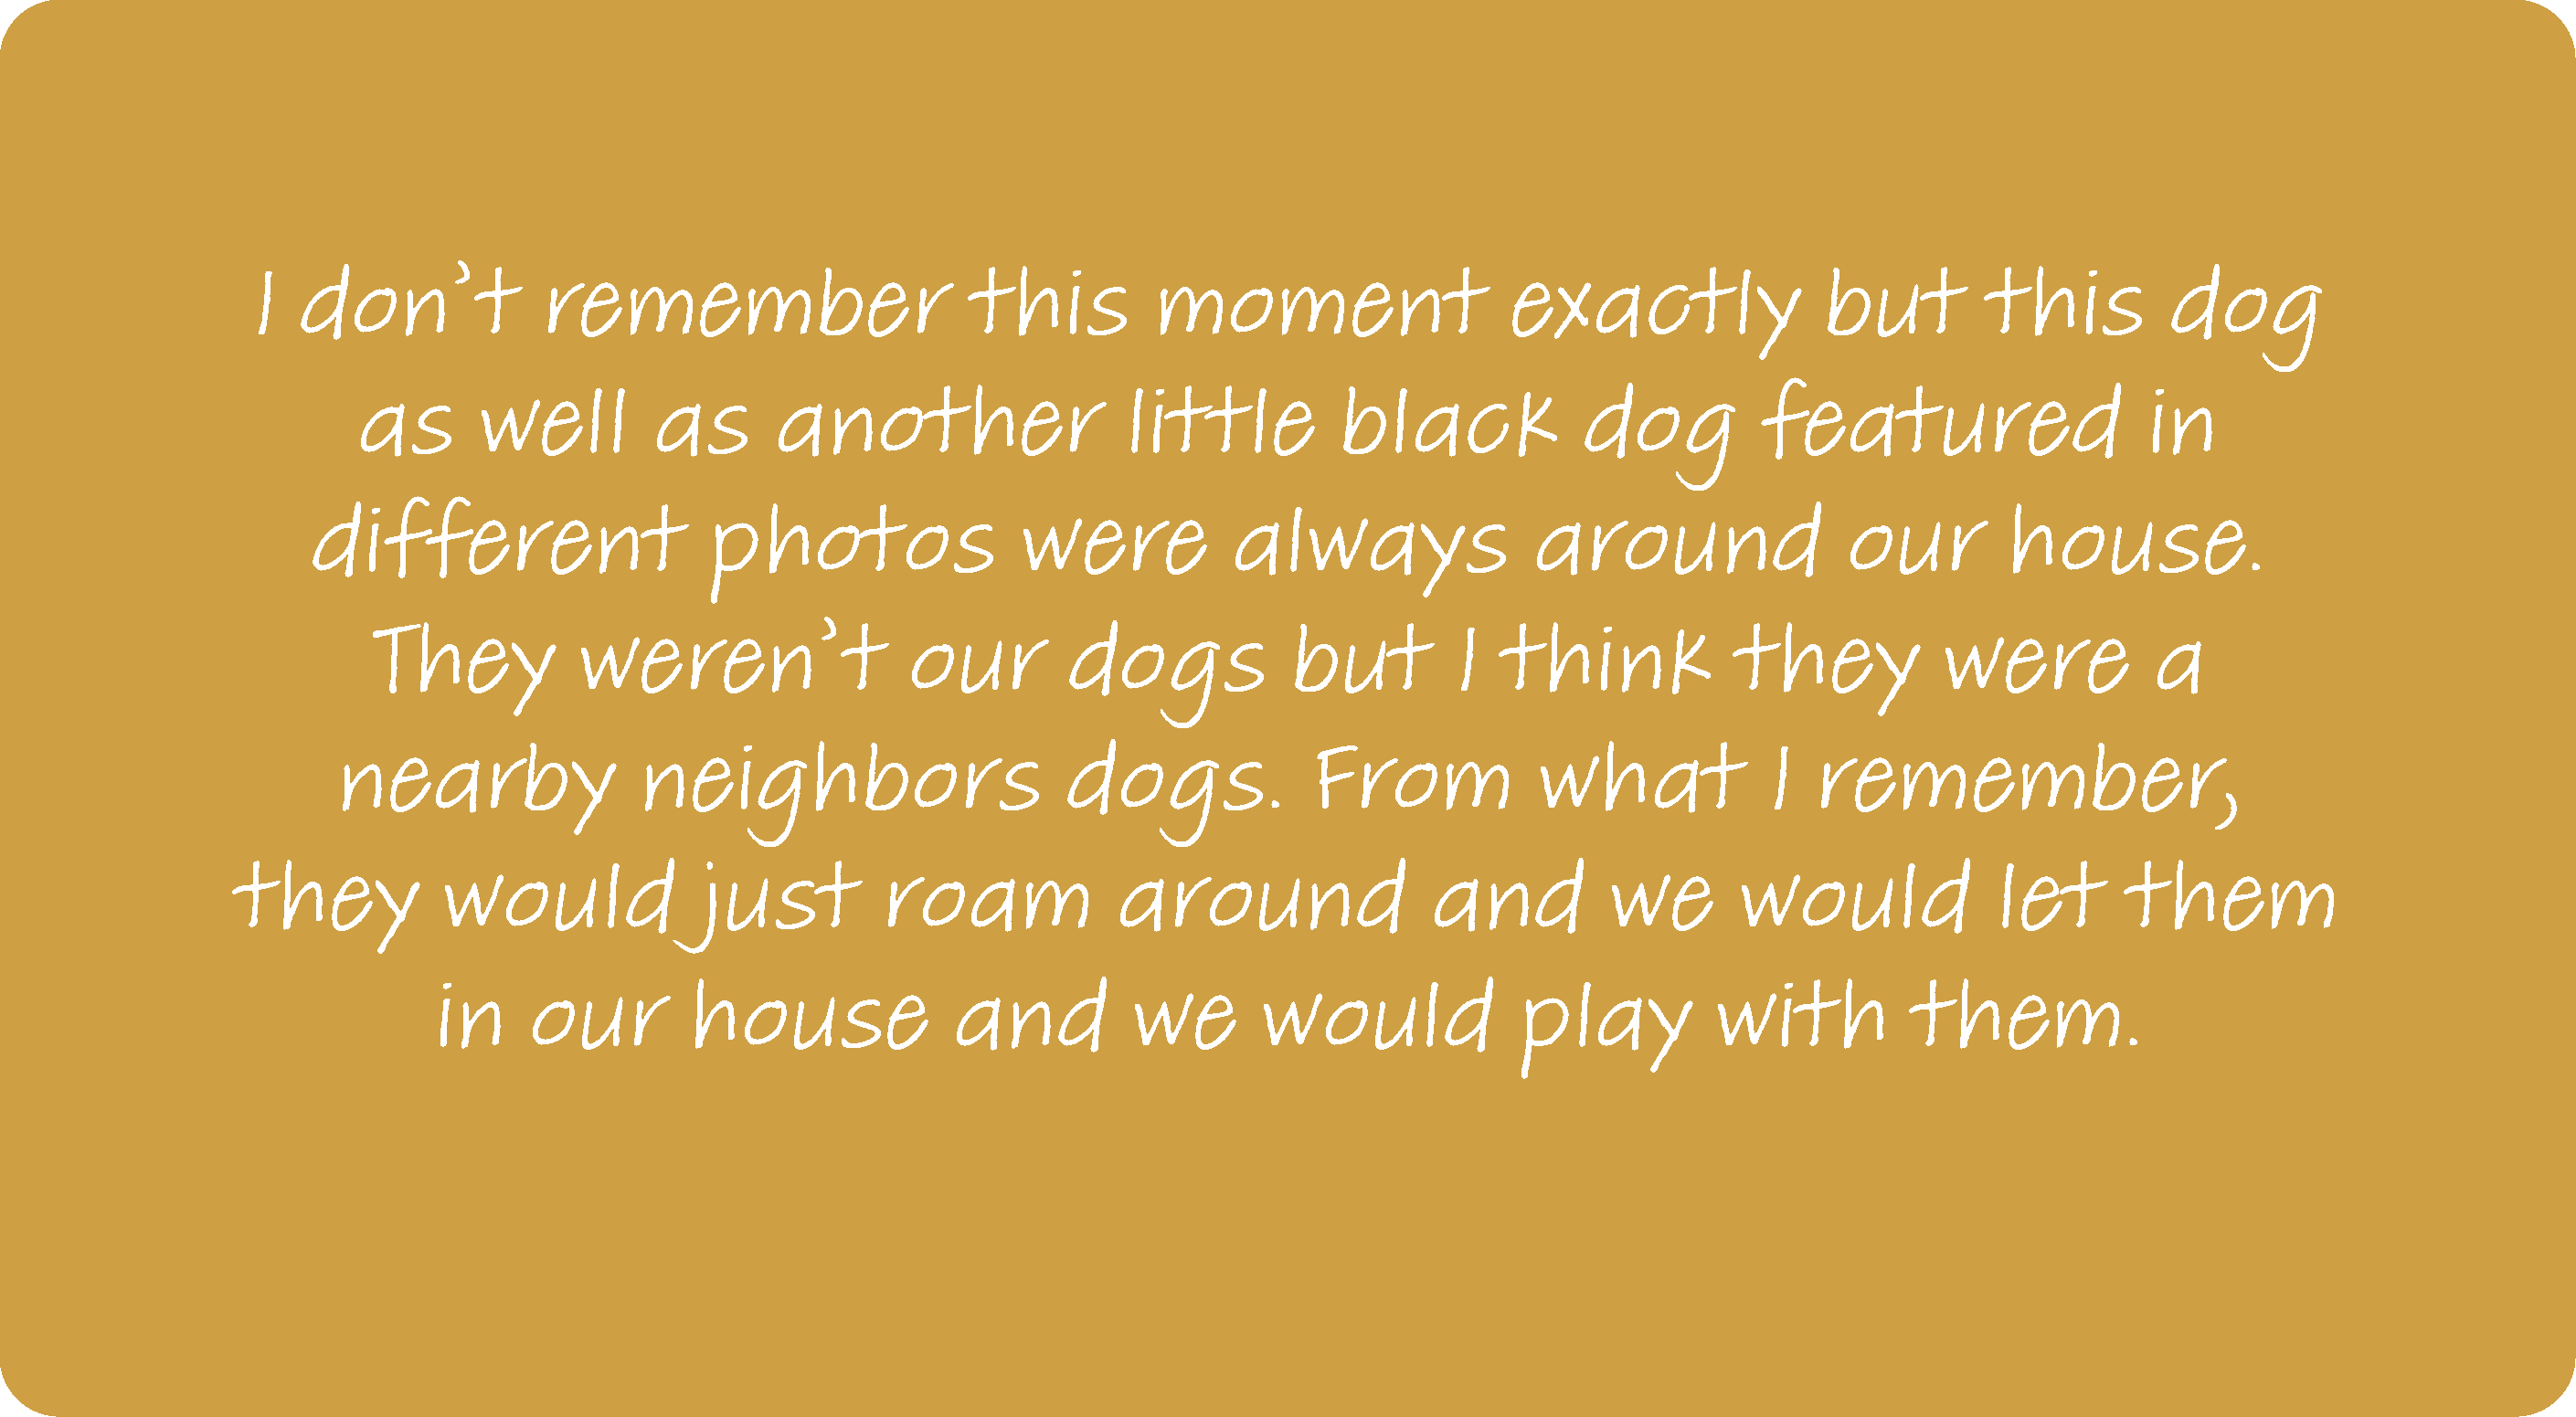 I don’t remember this moment exactly but this dog
as well as another little black dog featured in
different photos were always around our house.
They weren’t our dogs but I think they were a
nearby neighbors dogs. From what I remember,
they would just roam around and we would let them
in our house and we would play with them.